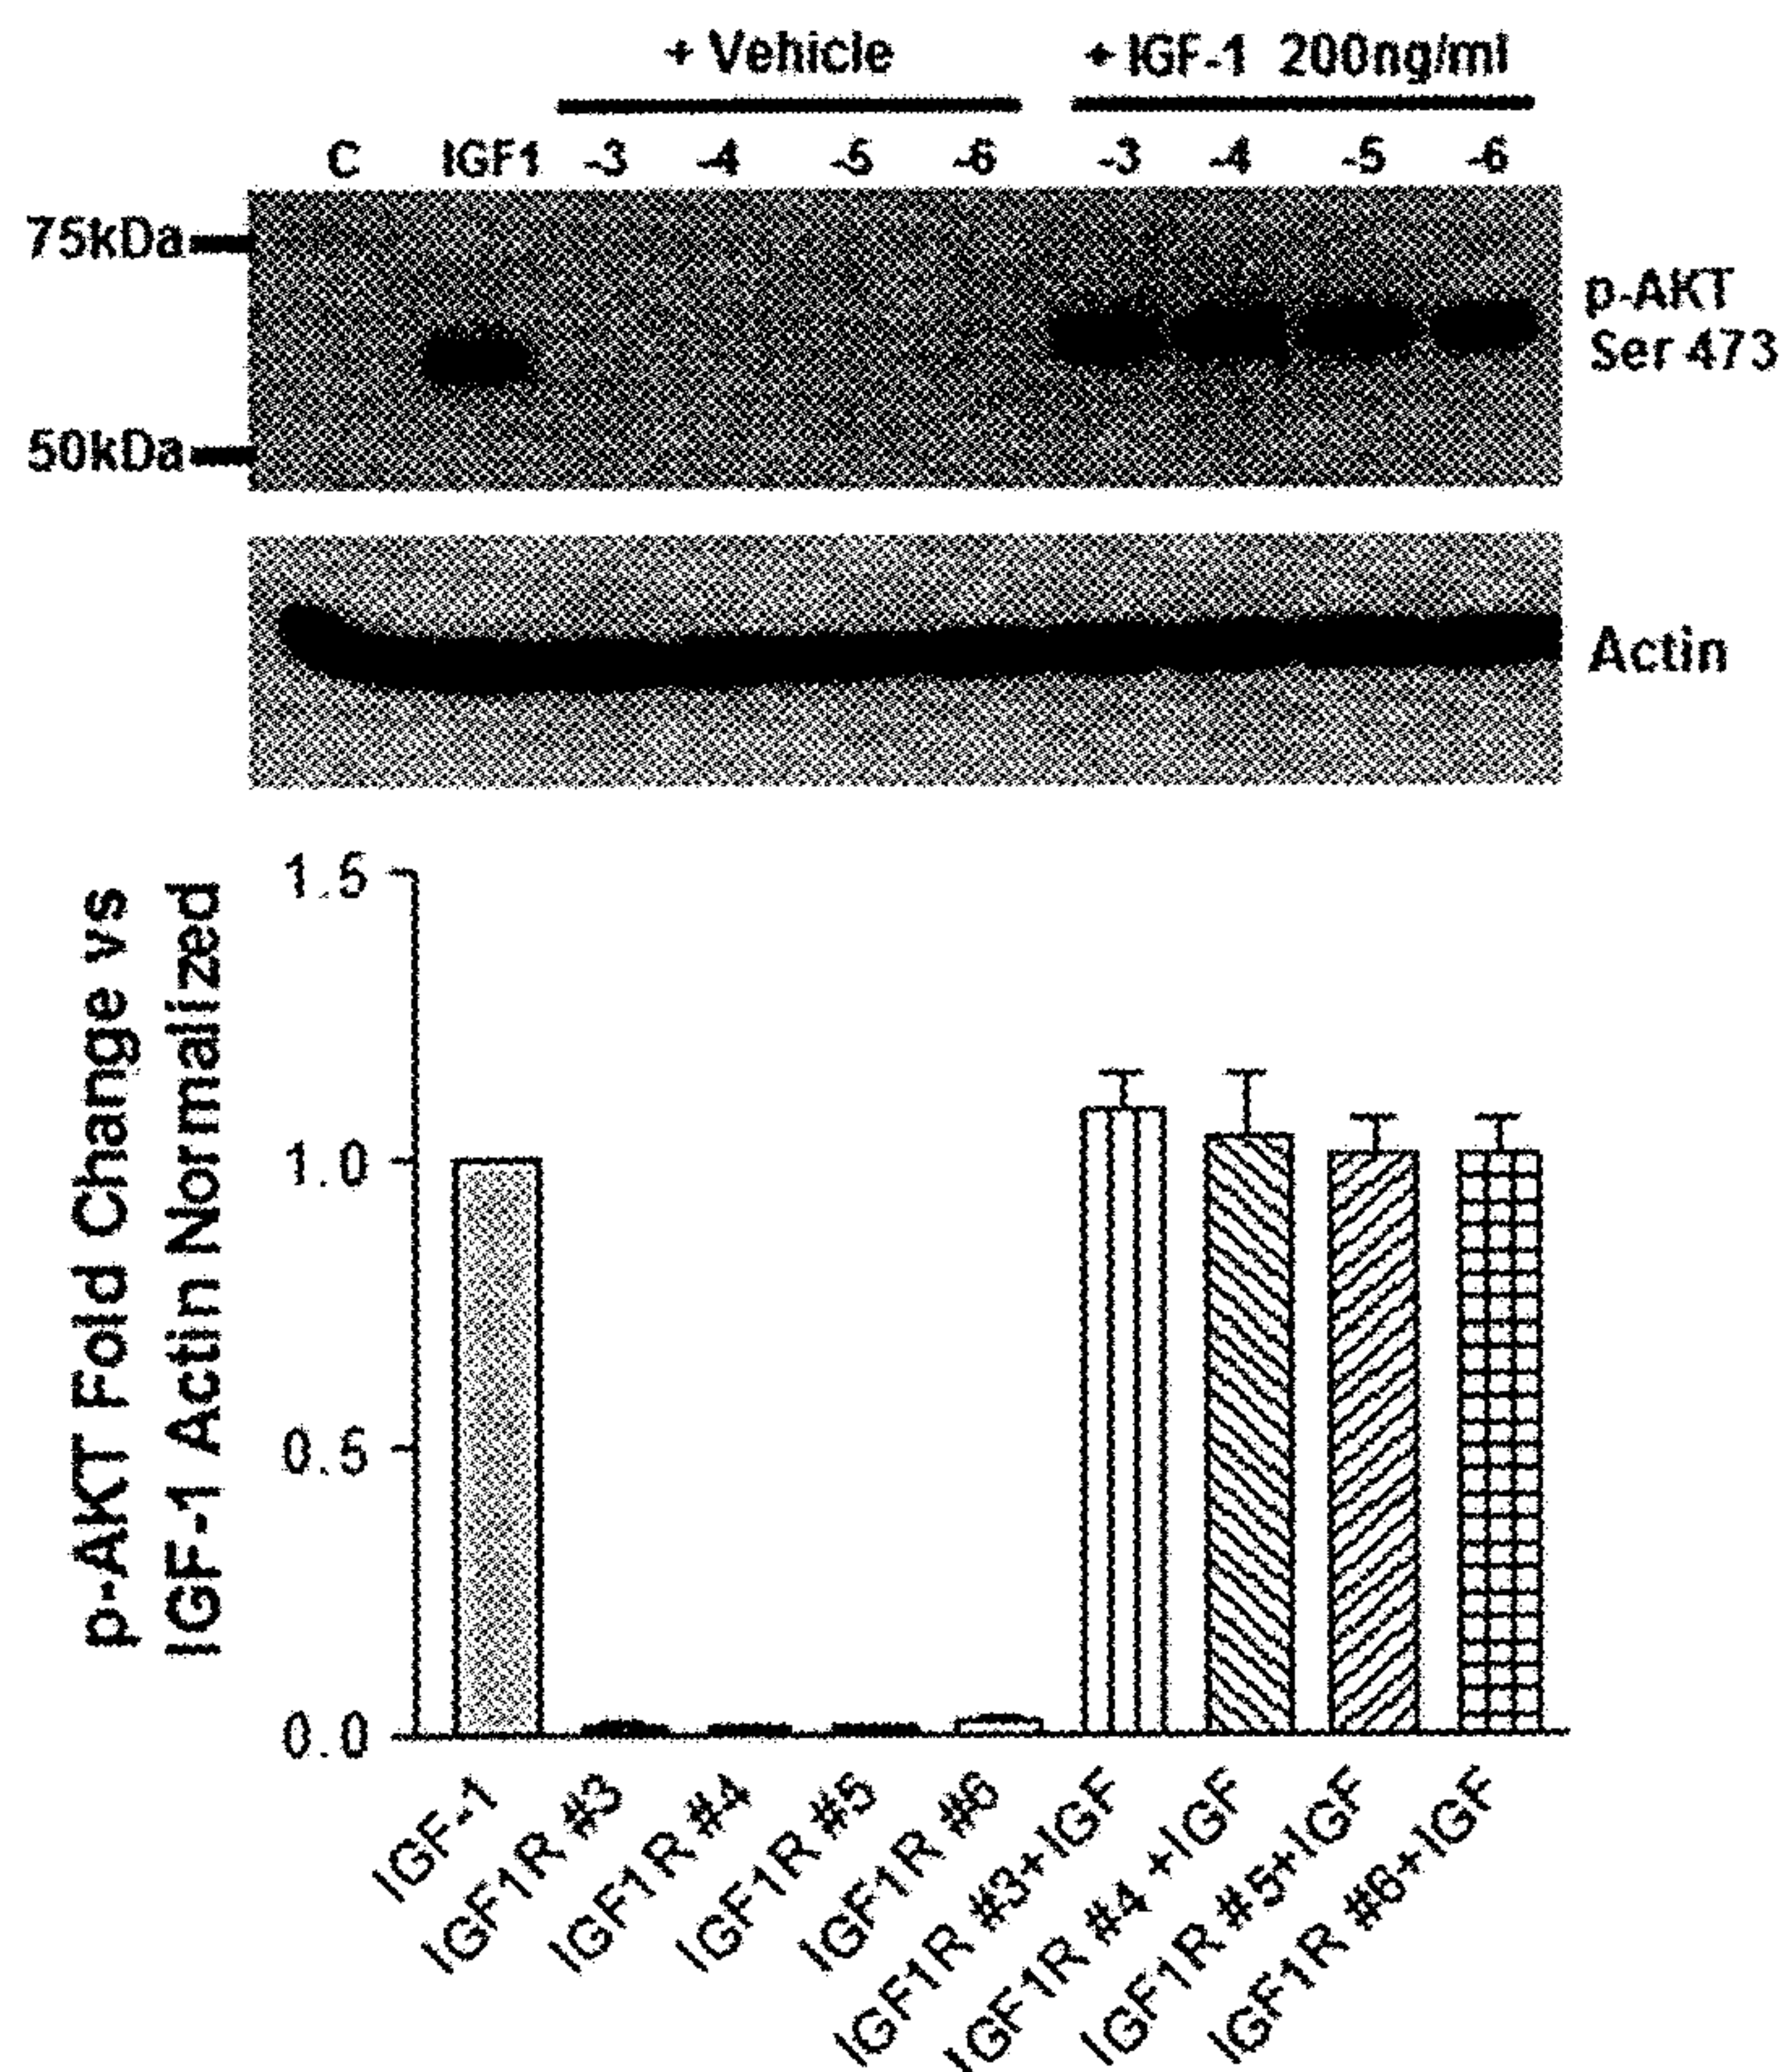 + Vehicle
+ IGF-1 200ng/ml
C IGF1 -3 -4 -5 -6 -3 -4 -5 -6
75kDa
50kDa
p-AKT
Ser 473
Actin
p-AKT Fold Change vs
IGF-1 Actin Normalized
1.5
1.0
0.5
0.0
IGF-1
IGF1R #3
IGF1R #4
IGF1R #5
IGF1R #6
IGF1R #3+IGF
IGF1R #4 +IGF
IGF1R #5+IGF
IGF1R #6+IGF